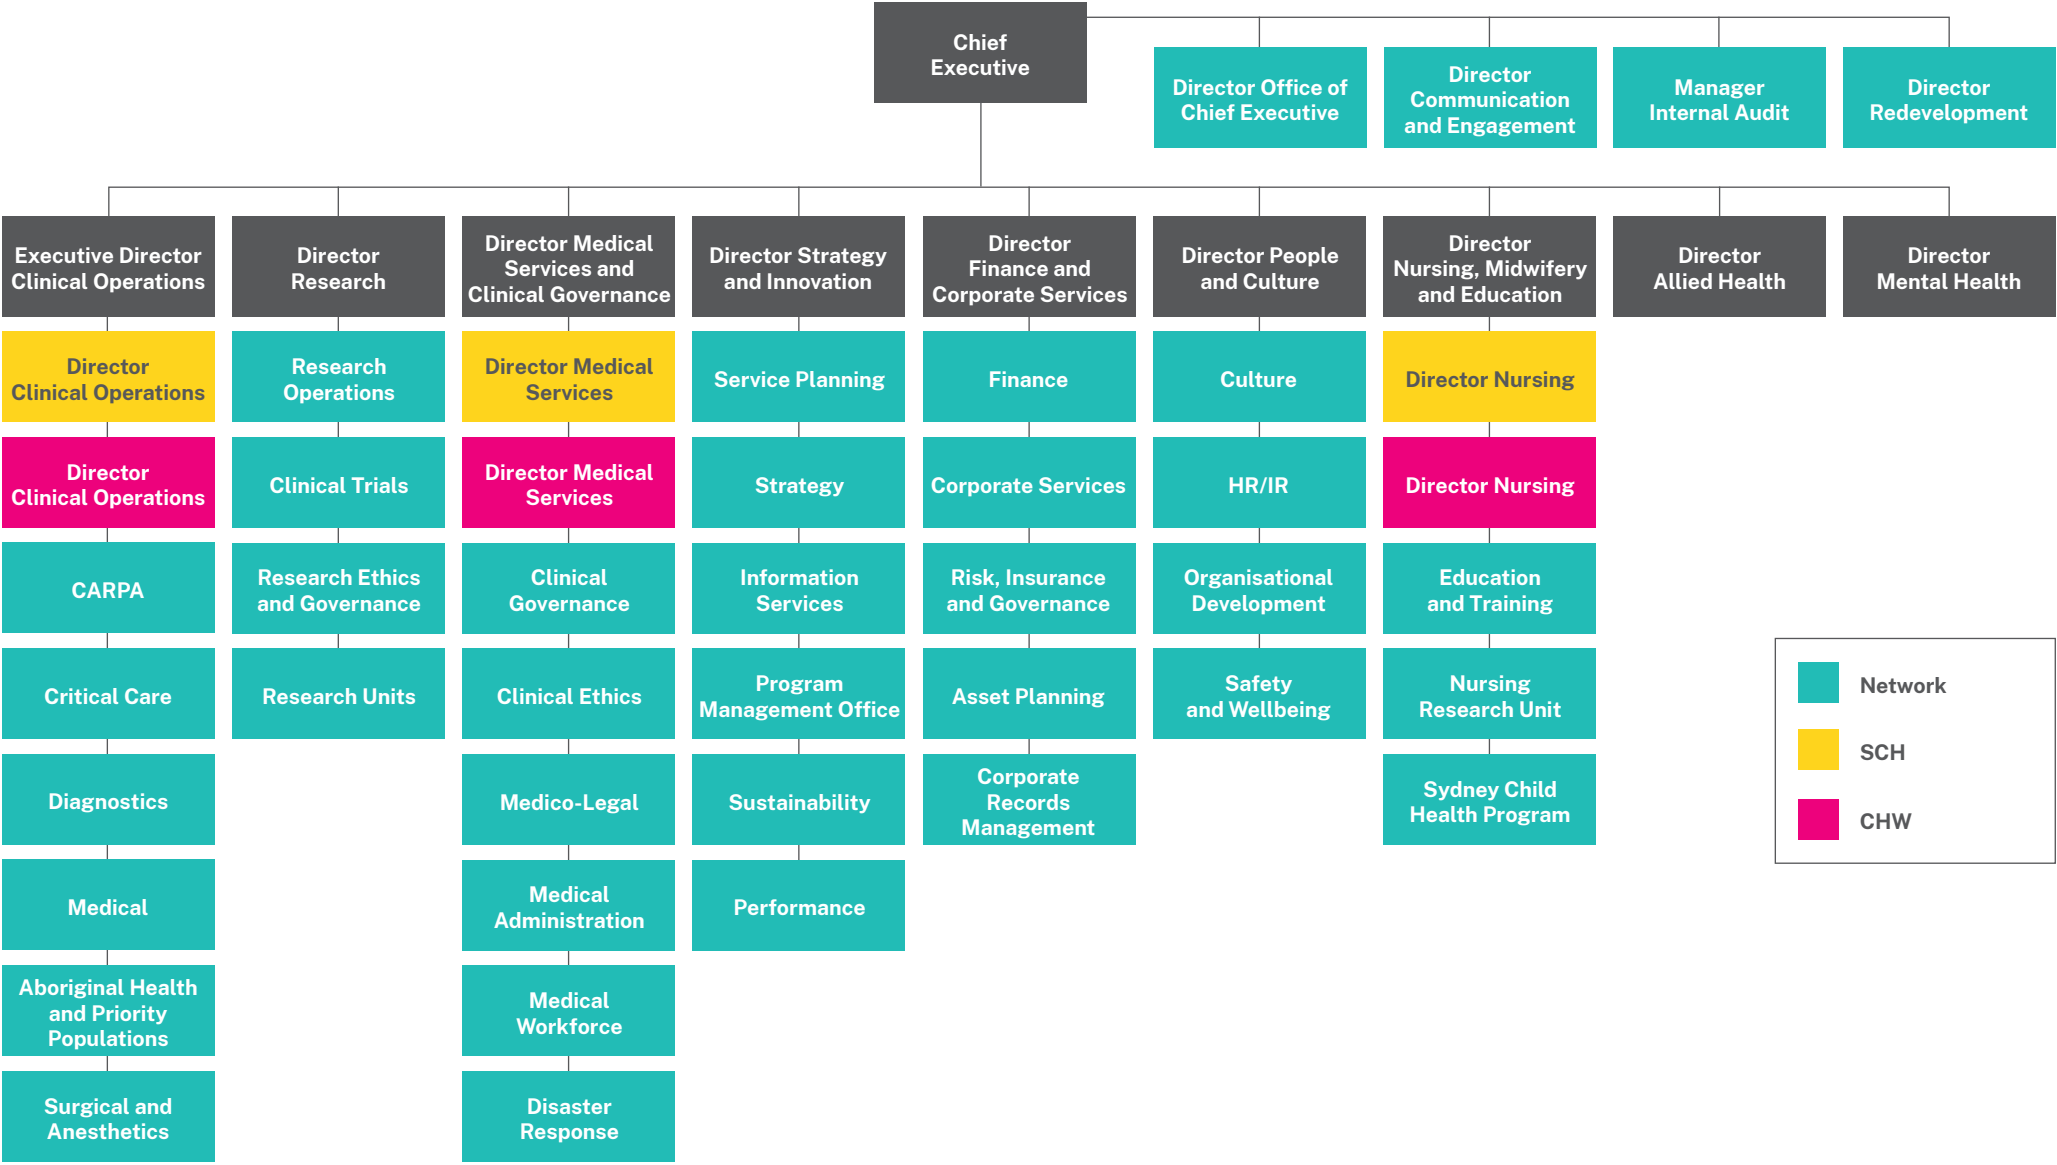 Chief
Executive
Director Office of
Chief Executive
Director
Communication
and Engagement
Manager
Internal Audit
Director
Redevelopment
Executive Director
Clinical Operations
Director
Research
Director Medical
Services and
Clinical Governance
Director Strategy
and Innovation
Director
Finance and
Corporate Services
Director People
and Culture
Director
Nursing, Midwifery
and Education
Director
Allied Health
Director
Mental Health
Director
Clinical Operations
Research
Operations
Director Medical
Services
Service Planning
Finance
Culture
Director Nursing
Director
Clinical Operations
Clinical Trials
Director Medical
Services
Strategy
Corporate Services
HR/IR
Director Nursing
CARPA
Research Ethics
and Governance
Clinical
Governance
Information
Services
Risk, Insurance
and Governance
Organisational
Development
Education
and Training
Critical Care
Research Units
Clinical Ethics
Program
Management Office
Asset Planning
Safety
and Wellbeing
Nursing
Research Unit
Diagnostics
Medico-Legal
Sustainability
Corporate
Records
Management
Sydney Child
Health Program
Medical
Medical
Administration
Performance
Aboriginal Health
and Priority
Populations
Medical
Workforce
Surgical and
Anesthetics
Disaster
Response
Network
SCH
CHW